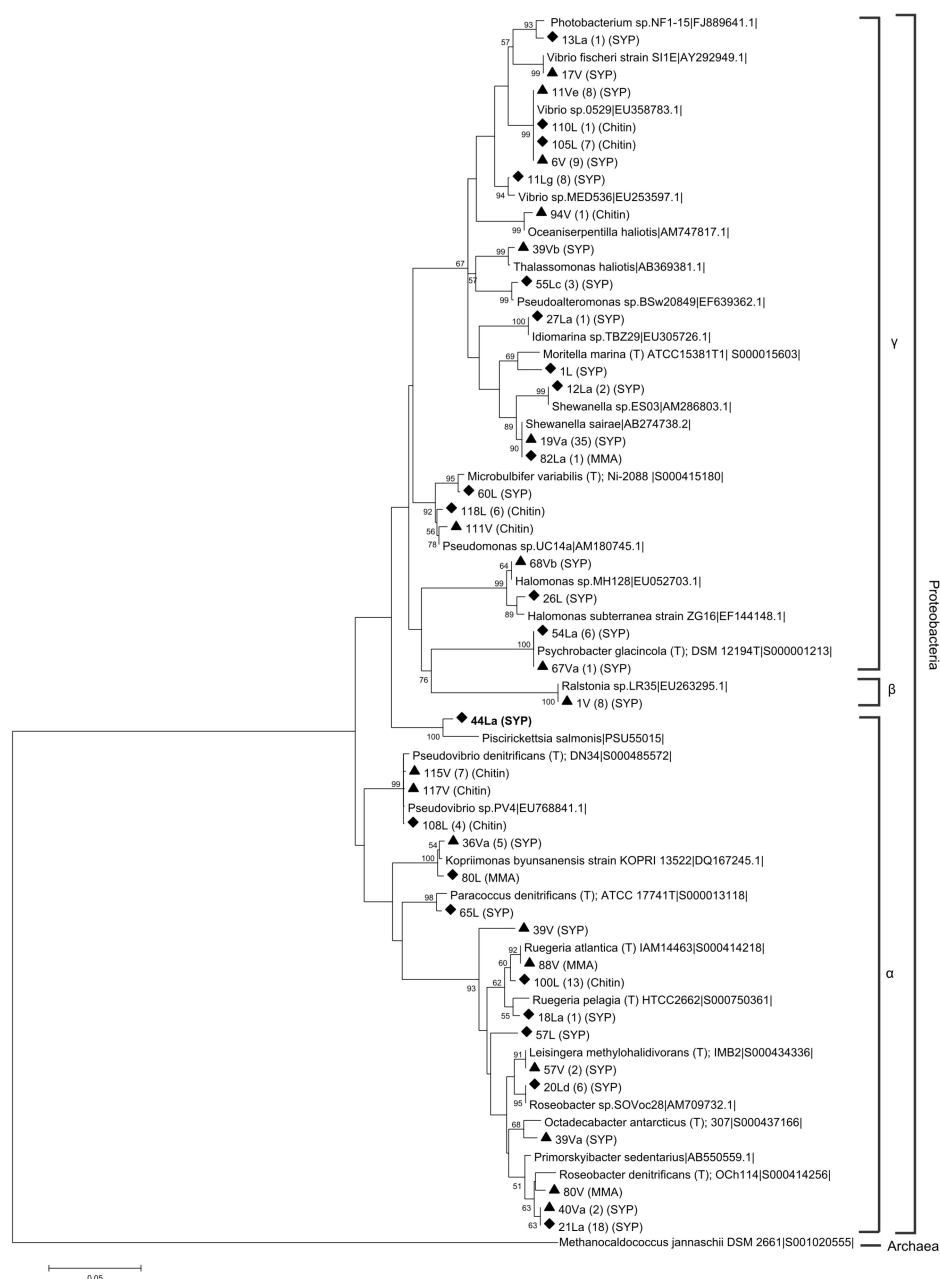 93
Photobacterium sp.NF1-15|FJ889641.1|
57
13La (1) (SYP)
Vibrio fischeri strain SI1E|AY292949.1|
99
17V (SYP)
11Ve (8) (SYP)
Vibrio sp.0529|EU358783.1|
110L (1) (Chitin)
99
105L (7) (Chitin)
6V (9) (SYP)
11Lg (8) (SYP)
94
Vibrio sp.MED536|EU253597.1|
94V (1) (Chitin)
99
Oceaniserpentilla haliotis|AM747817.1|
99
39Vb (SYP)
67
Thalassomonas haliotis|AB369381.1|
57
55Lc (3) (SYP)
99
Pseudoalteromonas sp.BSw20849|EF639362.1|
100
27La (1) (SYP)
Idiomarina sp.TBZ29|EU305726.1|
γ
69
Moritella marina (T) ATCC15381T1| S000015603|
1L (SYP)
99
12La (2) (SYP)
Shewanella sp.ES03|AM286803.1|
89
Shewanella sairae|AB274738.2|
90
19Va (35) (SYP)
82La (1) (MMA)
95
Microbulbifer variabilis (T); Ni-2088 |S000415180|
60L (SYP)
92
118L (6) (Chitin)
56
111V (Chitin)
78
Pseudomonas sp.UC14a|AM180745.1|
64
68Vb (SYP)
99
Halomonas sp.MH128|EU052703.1|
26L (SYP)
89
Halomonas subterranea strain ZG16|EF144148.1|
54La (6) (SYP)
100
Psychrobacter glacincola (T); DSM 12194T|S000001213|
67Va (1) (SYP)
76
Ralstonia sp.LR35|EU263295.1|
β
100
1V (8) (SYP)
44La (SYP)
100
Piscirickettsia salmonis|PSU55015|
Pseudovibrio denitrificans (T); DN34|S000485572|
115V (7) (Chitin)
99
117V (Chitin)
Pseudovibrio sp.PV4|EU768841.1|
108L (4) (Chitin)
54
36Va (5) (SYP)
100
Kopriimonas byunsanensis strain KOPRI 13522|DQ167245.1|
80L (MMA)
98
Paracoccus denitrificans (T); ATCC 17741T|S000013118|
65L (SYP)
39V (SYP)
92
Ruegeria atlantica (T) IAM14463|S000414218|
60
88V (MMA)
α
93
62
100L (13) (Chitin)
Ruegeria pelagia (T) HTCC2662|S000750361|
55
18La (1) (SYP)
57L (SYP)
91
Leisingera methylohalidivorans (T); IMB2|S000434336|
57V (2) (SYP)
20Ld (6) (SYP)
95
Roseobacter sp.SOVoc28|AM709732.1|
68
Octadecabacter antarcticus (T); 307|S000437166|
39Va (SYP)
Primorskyibacter sedentarius|AB550559.1|
51
Roseobacter denitrificans (T); OCh114|S000414256|
80V (MMA)
63
40Va (2) (SYP)
63
21La (18) (SYP)
Methanocaldococcus jannaschii DSM 2661|S001020555|
Archaea
Proteobacteria
0.05